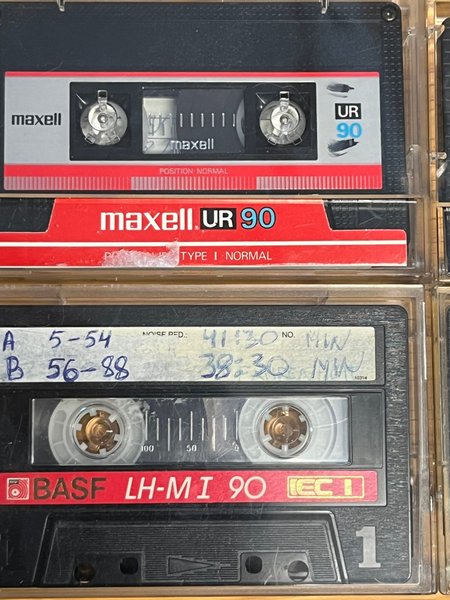 maxell
UR
90
maxell
POSITION·NORMAL
maxell UR 90
TYPE I NORMAL
A 5-54 NOISE RED.: 41:30 NO. MIN
B 56-88 38:30 MIN
100 50 0
BASF LH-M I 90 IEC I
1